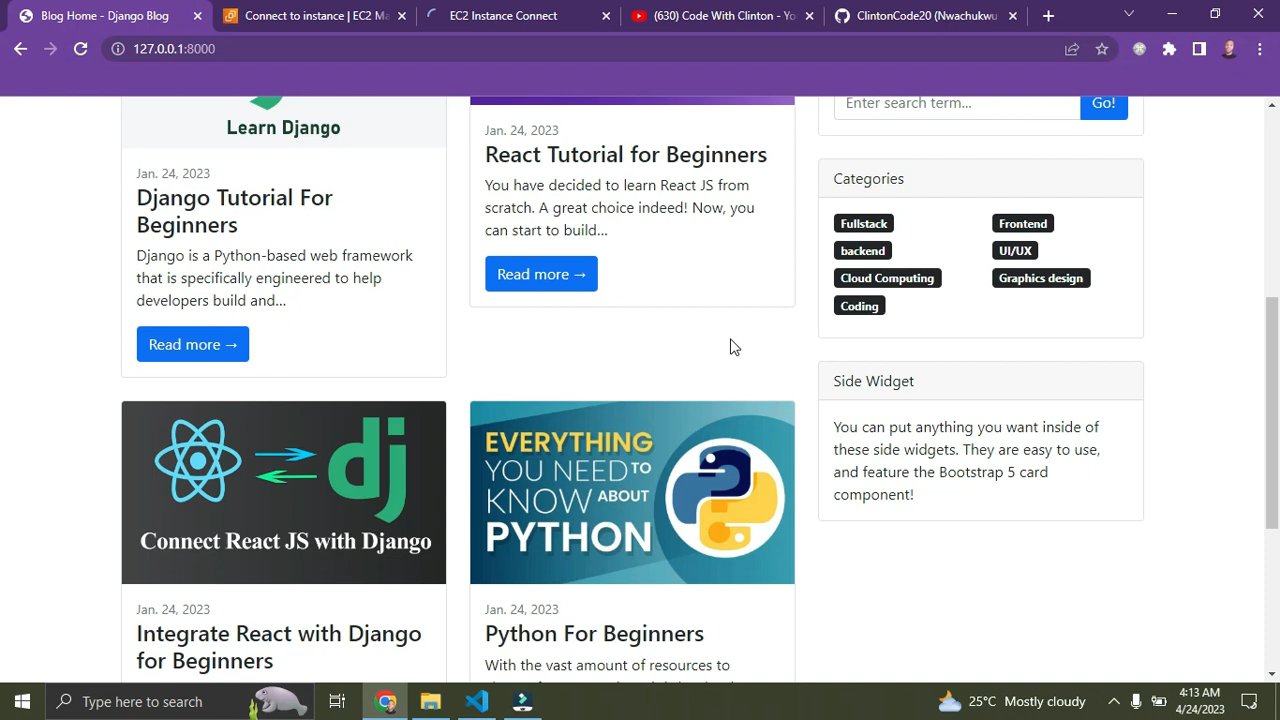 Blog Home - Django Blog
Connect to instance | EC2 Ma
EC2 Instance Connect
(630) Code With Clinton - Yo
ClintonCode20 (Nwachukwu
127.0.0.1:8000
Learn Django
Jan. 24, 2023
Django Tutorial For
Beginners
Django is a Python-based web framework
that is specifically engineered to help
developers build and...
Read more →
Jan. 24, 2023
React Tutorial for Beginners
You have decided to learn React JS from
scratch. A great choice indeed! Now, you
can start to build...
Read more →
Connect React JS with Django
Jan. 24, 2023
Integrate React with Django
for Beginners
EVERYTHING
YOU NEED TO
KNOW ABOUT
PYTHON
Jan. 24, 2023
Python For Beginners
With the vast amount of resources to
Enter search term...
Go!
Categories
Fullstack
Frontend
backend
UI/UX
Cloud Computing
Graphics design
Coding
Side Widget
You can put anything you want inside of
these side widgets. They are easy to use,
and feature the Bootstrap 5 card
component!
Type here to search
25°C Mostly cloudy
4:13 AM
4/24/2023